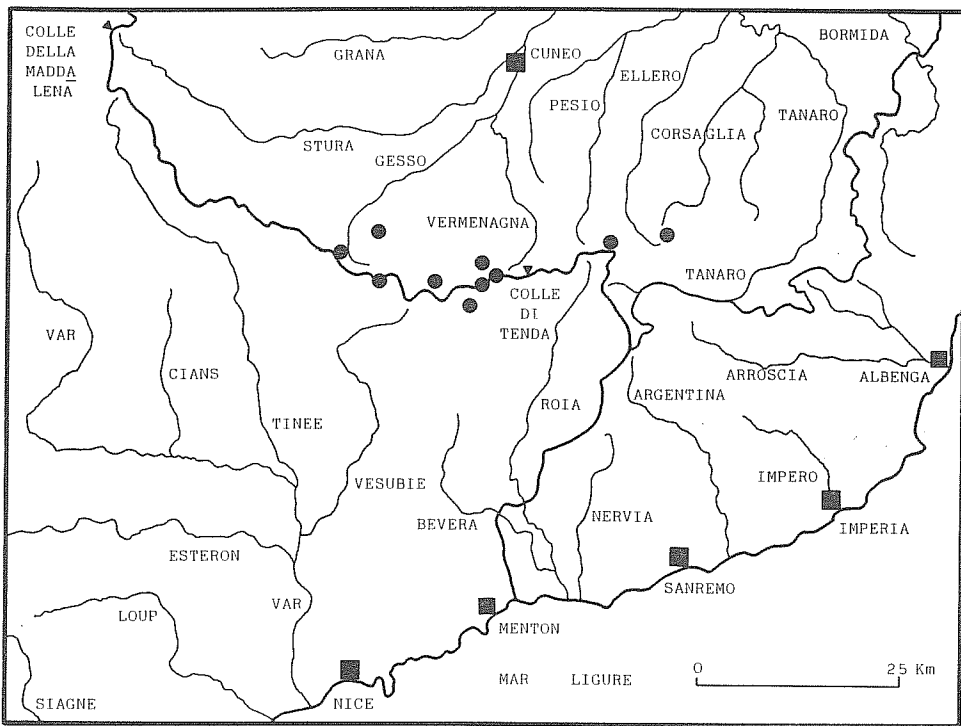 COLLE
DELLA
MADDA
LENA
GRANA
CUNEO
BORMIDA
ELLERO
PESIO
CORSAGLIA
TANARO
STURA
GESSO
VERMENAGNA
TANARO
COLLE
DI
TENDA
VAR
CIANS
TINEE
ROIA
ARGENTINA
ARROSCIA
ALBENGA
VESUBIE
BEVERA
NERVIA
IMPERO
IMPERIA
ESTERON
SANREMO
LOUP
VAR
MENTON
0 25 Km
SIAGNE
NICE
MAR LIGURE